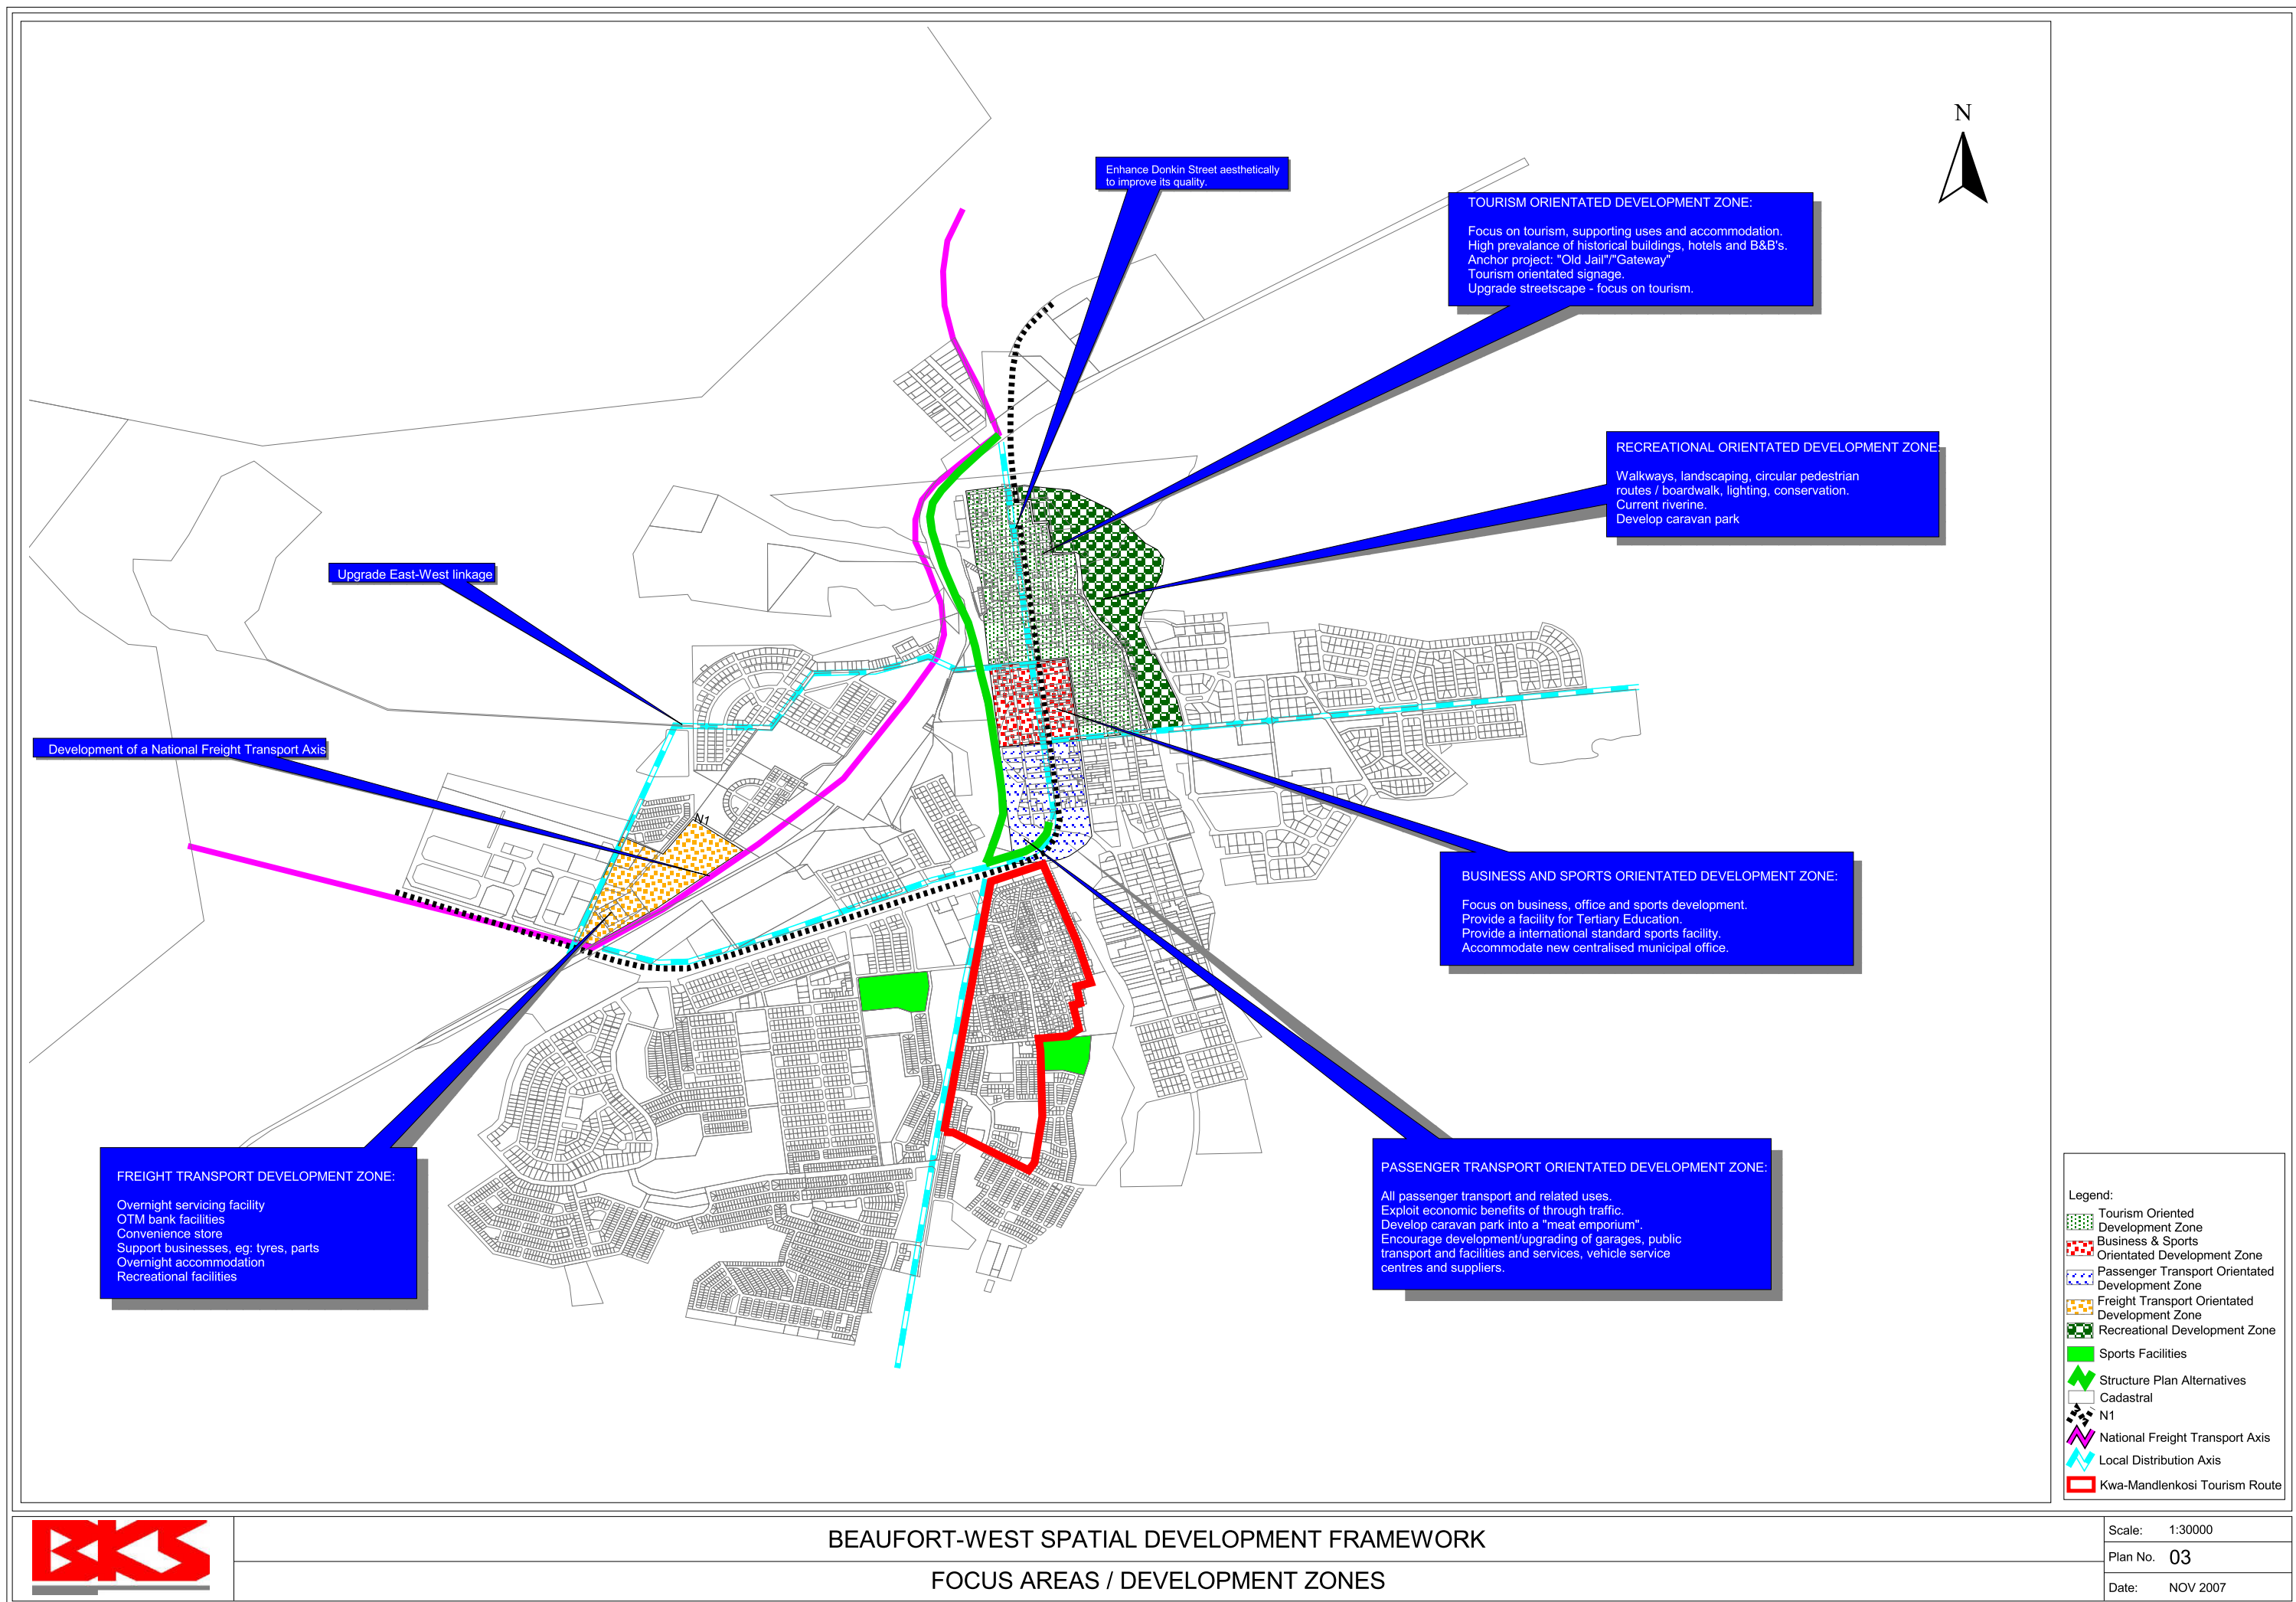 N
Enhance Donkin Street aesthetically
to improve its quality.
TOURISM ORIENTATED DEVELOPMENT ZONE:
Focus on tourism, supporting uses and accommodation.
High prevalance of historical buildings, hotels and B&B's.
Anchor project: "Old Jail"/"Gateway"
Tourism orientated signage.
Upgrade streetscape - focus on tourism.
RECREATIONAL ORIENTATED DEVELOPMENT ZONE:
Walkways, landscaping, circular pedestrian
routes / boardwalk, lighting, conservation.
Current riverine.
Develop caravan park
Upgrade East-West linkage
Development of a National Freight Transport Axis
N1
BUSINESS AND SPORTS ORIENTATED DEVELOPMENT ZONE:
Focus on business, office and sports development.
Provide a facility for Tertiary Education.
Provide a international standard sports facility.
Accommodate new centralised municipal office.
FREIGHT TRANSPORT DEVELOPMENT ZONE:
Overnight servicing facility
OTM bank facilities
Convenience store
Support businesses, eg: tyres, parts
Overnight accommodation
Recreational facilities
PASSENGER TRANSPORT ORIENTATED DEVELOPMENT ZONE:
All passenger transport and related uses.
Exploit economic benefits of through traffic.
Develop caravan park into a "meat emporium".
Encourage development/upgrading of garages, public
transport and facilities and services, vehicle service
centres and suppliers.
Legend:
Tourism Oriented
Development Zone
Business & Sports
Orientated Development Zone
Passenger Transport Orientated
Development Zone
Freight Transport Orientated
Development Zone
Recreational Development Zone
Sports Facilities
Structure Plan Alternatives
Cadastral
N1
National Freight Transport Axis
Local Distribution Axis
Kwa-Mandlenkosi Tourism Route
BKS
BEAUFORT-WEST SPATIAL DEVELOPMENT FRAMEWORK
FOCUS AREAS / DEVELOPMENT ZONES
Scale: 1:30000
Plan No. 03
Date: NOV 2007